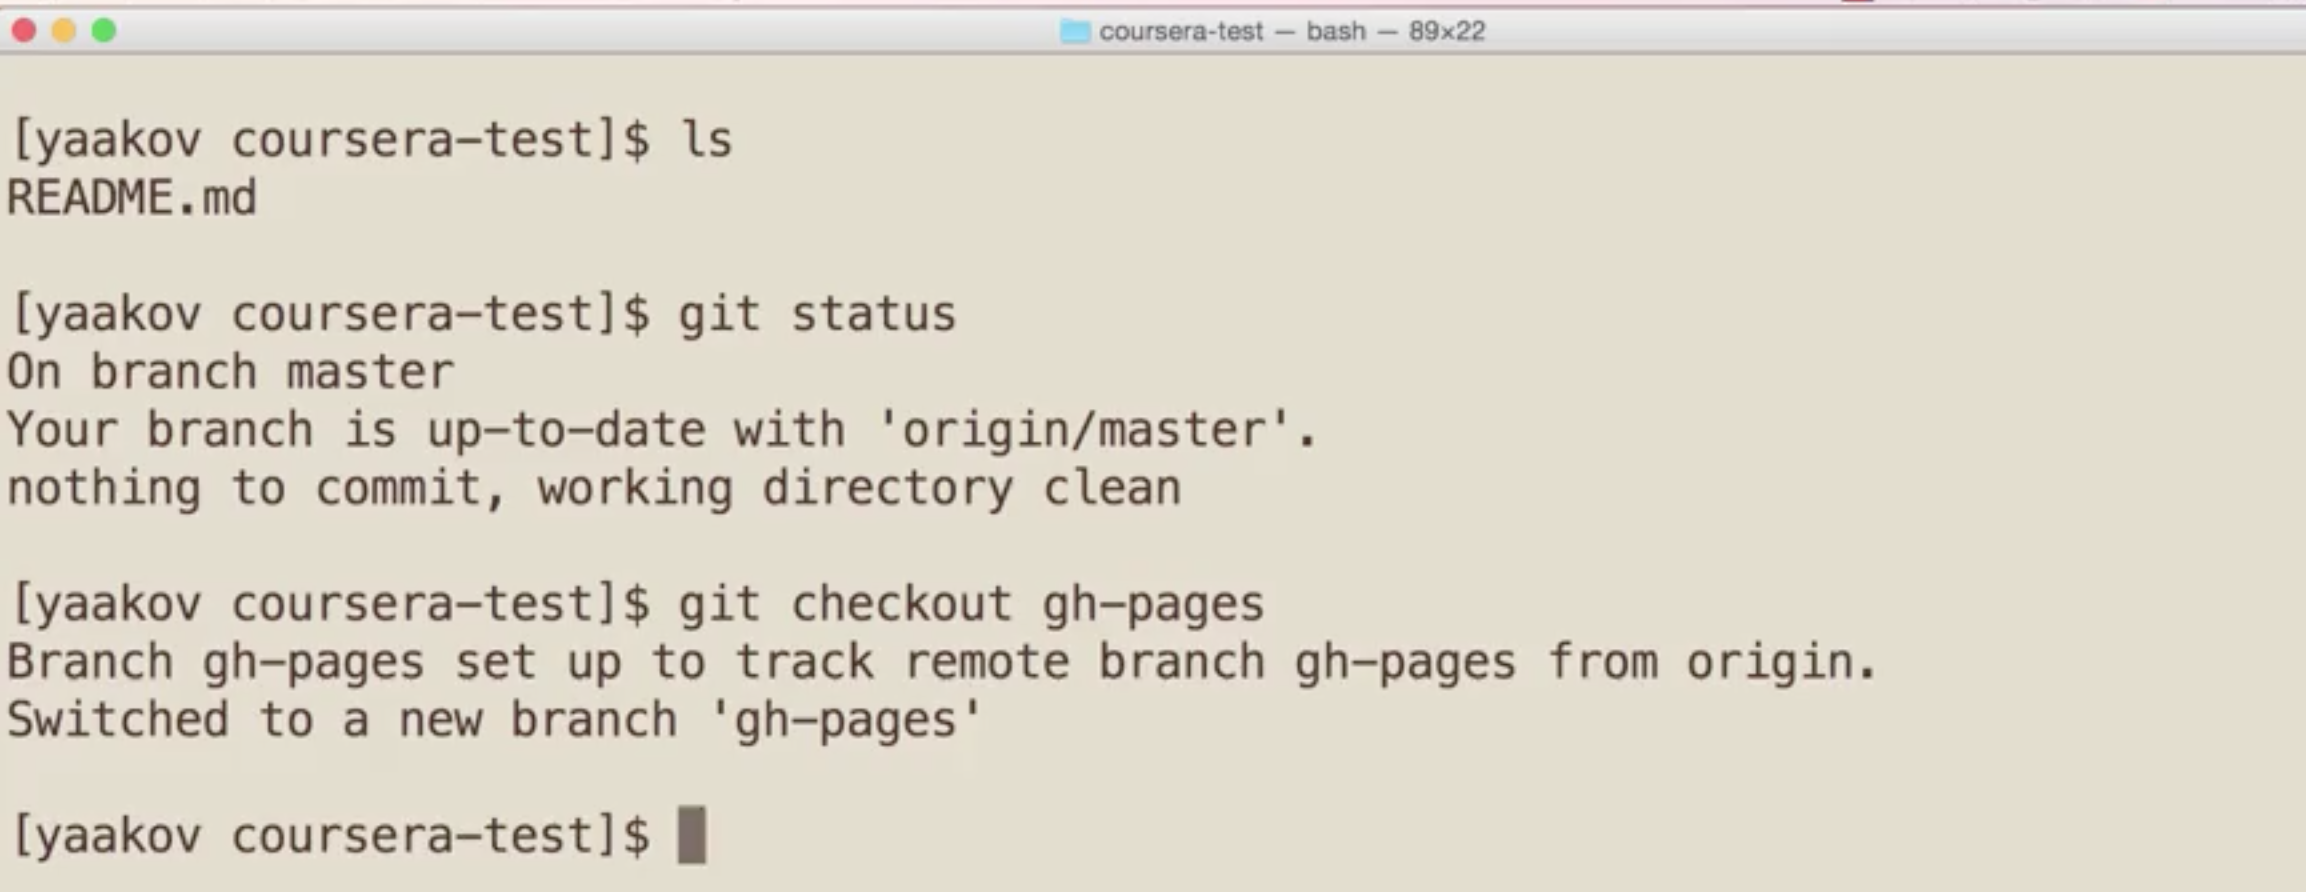 coursera-test — bash — 89×22
[yaakov coursera-test]$ ls
README.md
[yaakov coursera-test]$ git status
On branch master
Your branch is up-to-date with 'origin/master'.
nothing to commit, working directory clean
[yaakov coursera-test]$ git checkout gh-pages
Branch gh-pages set up to track remote branch gh-pages from origin.
Switched to a new branch 'gh-pages'
[yaakov coursera-test]$